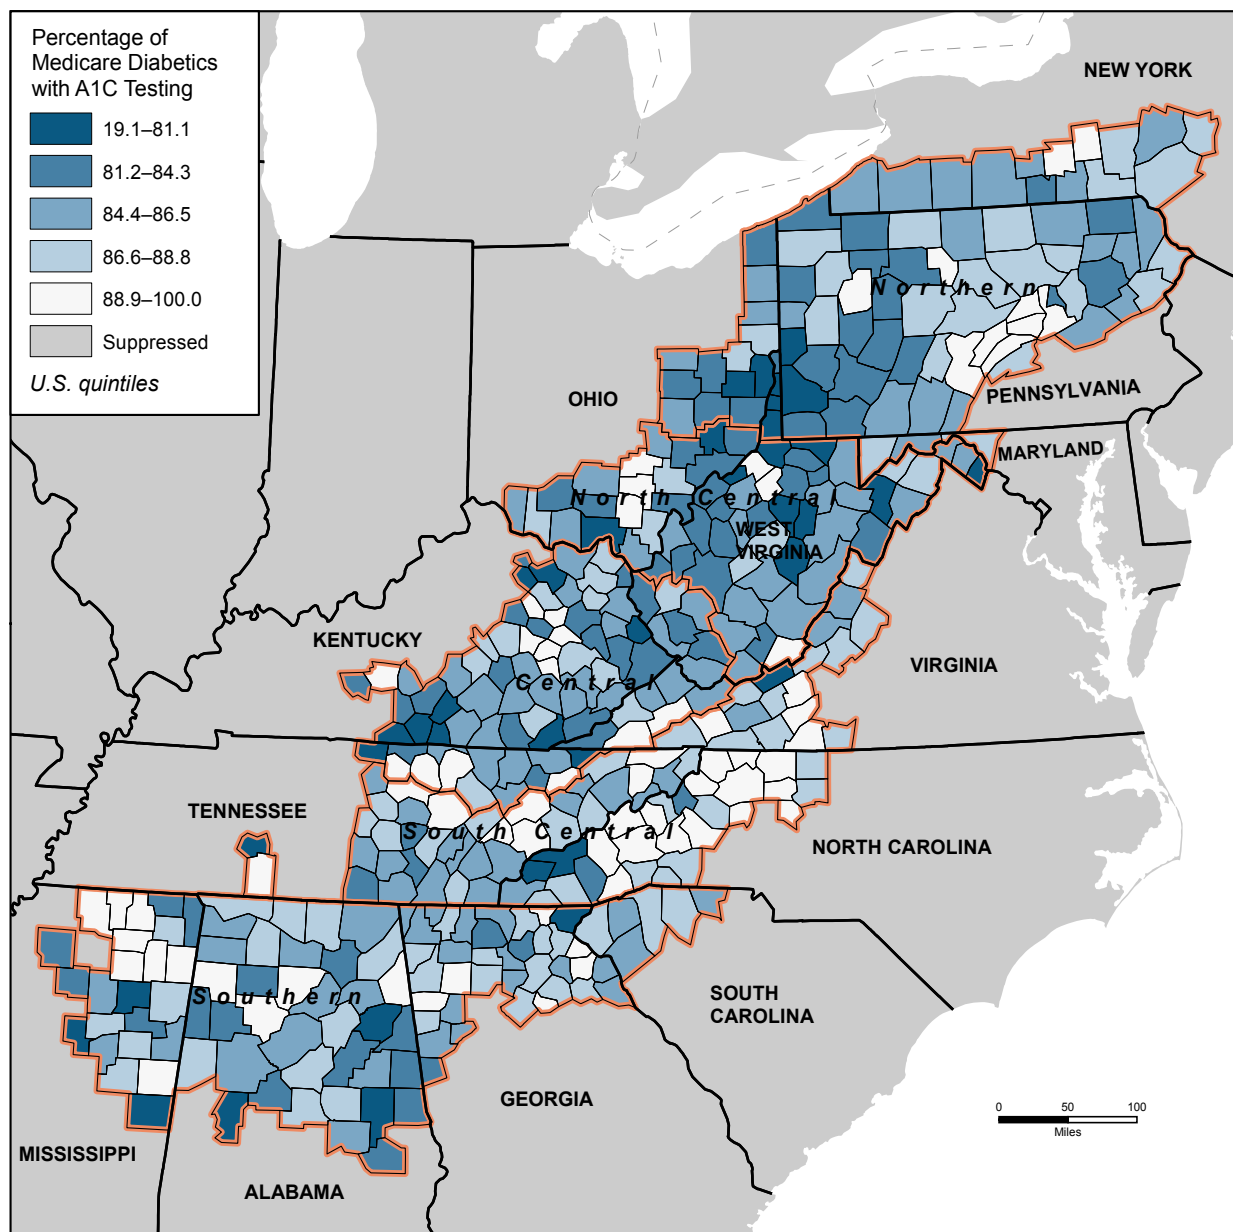 Percentage of
Medicare Diabetics
with A1C Testing
19.1–81.1
81.2–84.3
84.4–86.5
86.6–88.8
88.9–100.0
Suppressed
U.S. quintiles
NEW YORK
Northern
PENNSYLVANIA
OHIO
MARYLAND
North Central
WEST
VIRGINIA
KENTUCKY
VIRGINIA
Central
TENNESSEE
South Central
NORTH CAROLINA
Southern
SOUTH
CAROLINA
GEORGIA
0 50 100
Miles
MISSISSIPPI
ALABAMA